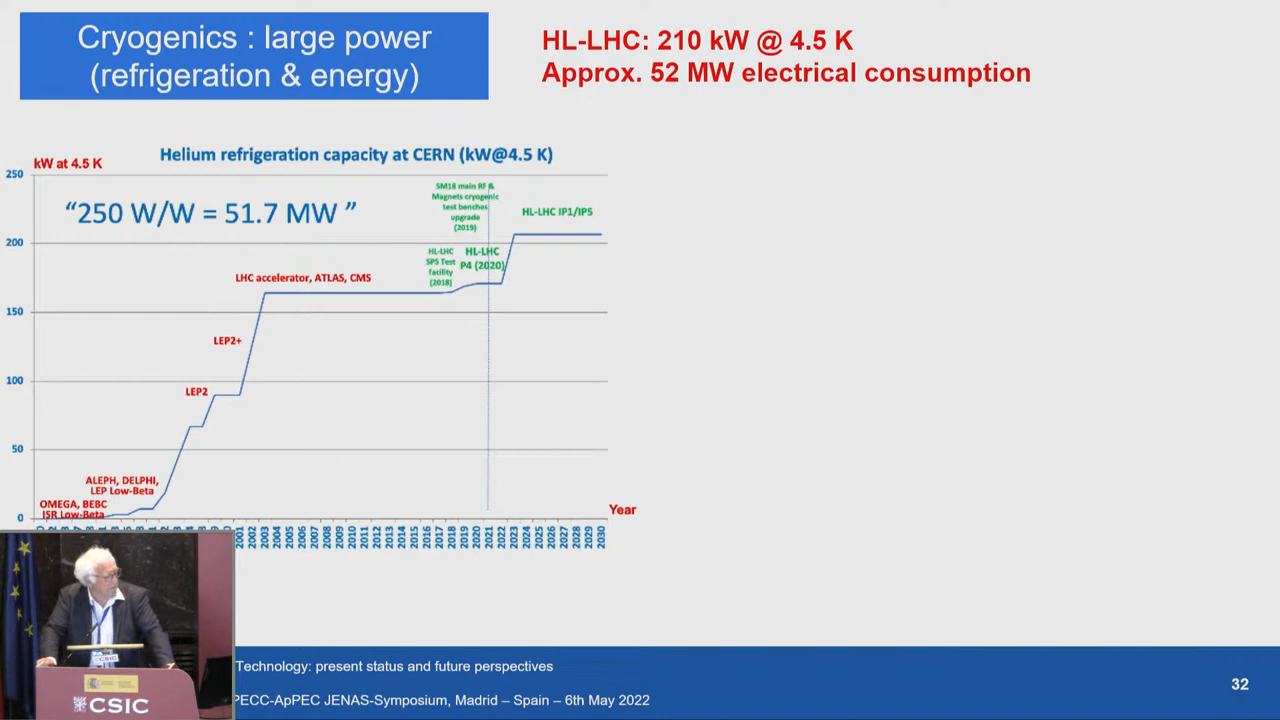 Cryogenics : large power
(refrigeration & energy)
HL-LHC: 210 kW @ 4.5 K
Approx. 52 MW electrical consumption
Helium refrigeration capacity at CERN (kW@4.5 K)
kW at 4.5 K
250
200
150
100
50
0
“250 W/W = 51.7 MW ”
SM18 main RF &
Magnets cryogenic
test benches
upgrade
(2019)
HL-LHC IP1/IP5
HL-LHC
SPS Test
facility
(2018)
HL-LHC
P4 (2020)
LHC accelerator, ATLAS, CMS
LEP2+
LEP2
ALEPH, DELPHI,
LEP Low-Beta
OMEGA, BEBC
ISR Low-Beta
Year
2001 2002 2003 2004 2005 2006 2007 2008 2009 2010 2011 2012 2013 2014 2015 2016 2017 2018 2019 2020 2021 2022 2023 2024 2025 2026 2027 2028 2029 2030
Technology: present status and future perspectives
PECC-ApPEC JENAS-Symposium, Madrid – Spain – 6th May 2022
32
CSIC
CSIC